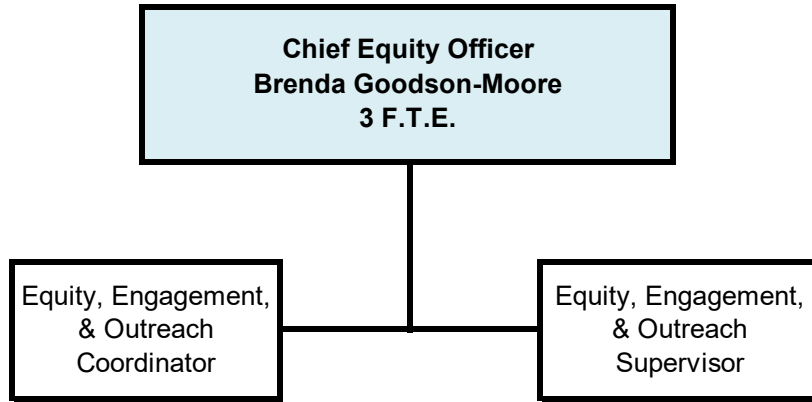 Chief Equity Officer
Brenda Goodson-Moore
3 F.T.E.
Equity, Engagement,
& Outreach
Coordinator
Equity, Engagement,
& Outreach
Supervisor